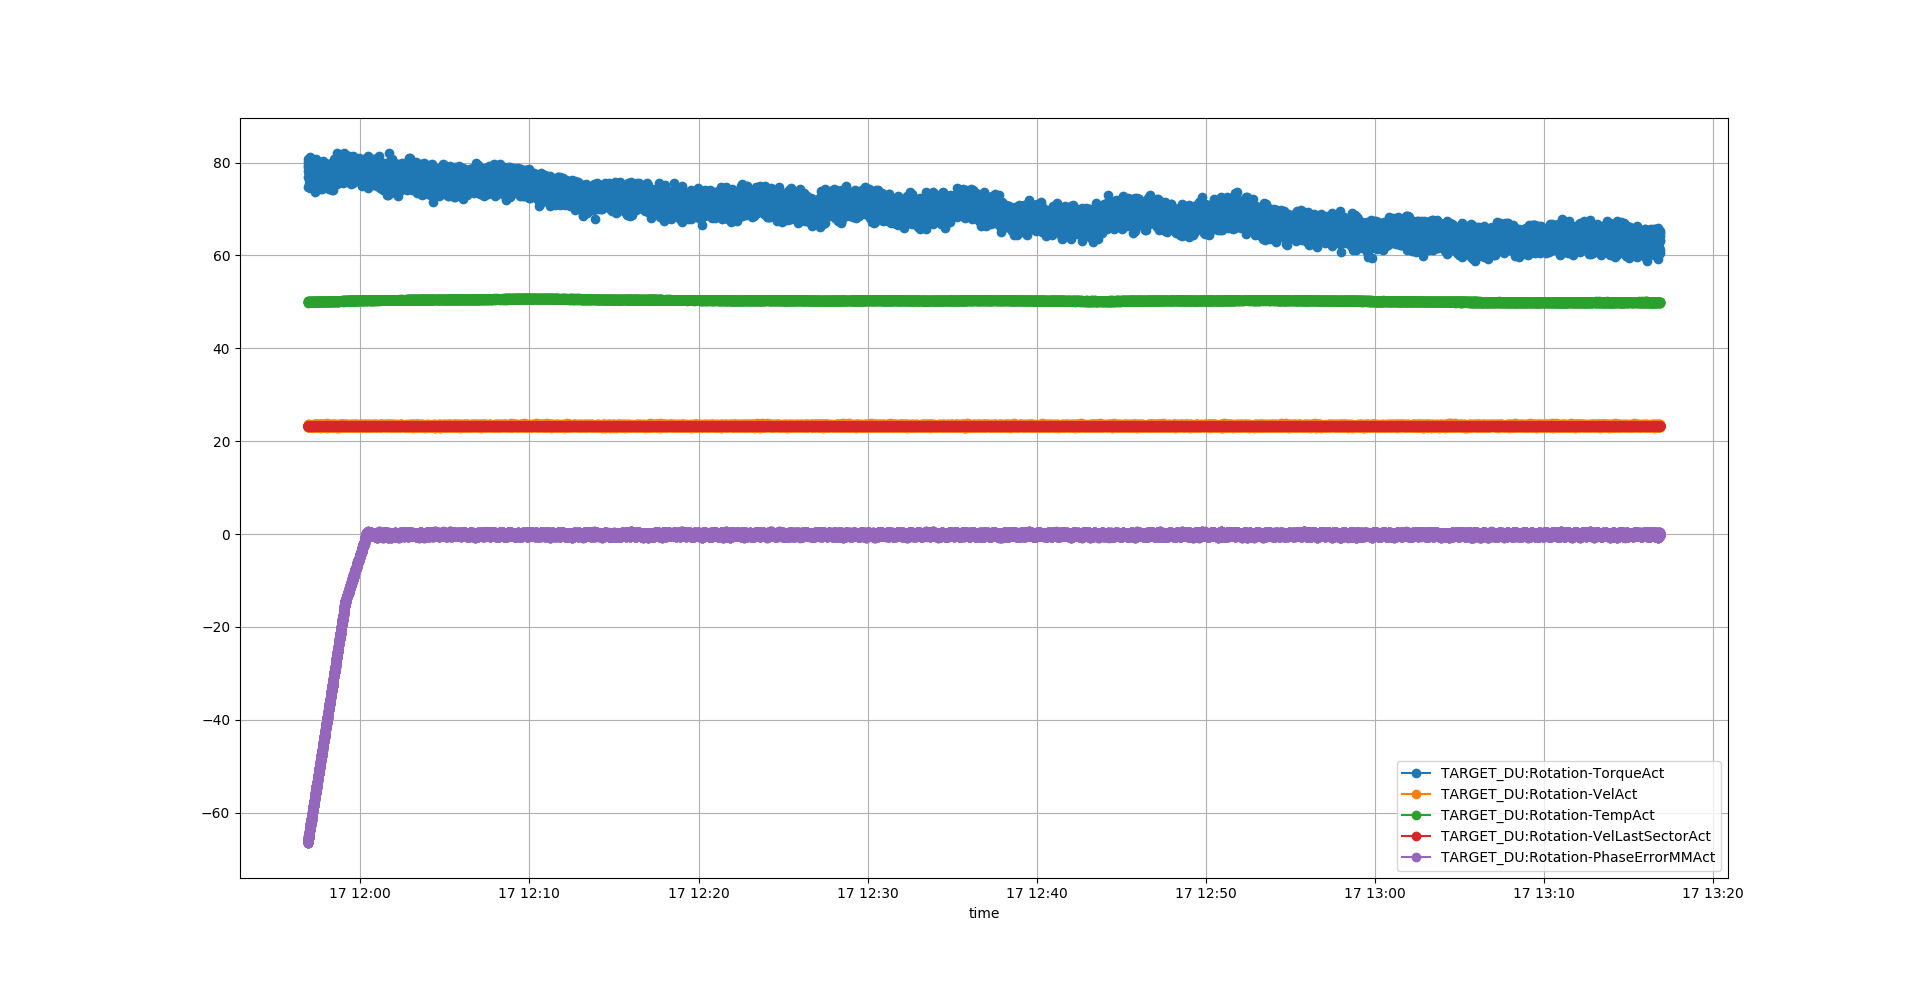 80
60
40
20
0
−20
−40
−60
17 12:00 17 12:10 17 12:20 17 12:30 17 12:40 17 12:50 17 13:00 17 13:10 17 13:20
time
TARGET_DU:Rotation-TorqueAct
TARGET_DU:Rotation-VelAct
TARGET_DU:Rotation-TempAct
TARGET_DU:Rotation-VelLastSectorAct
TARGET_DU:Rotation-PhaseErrorMMAct